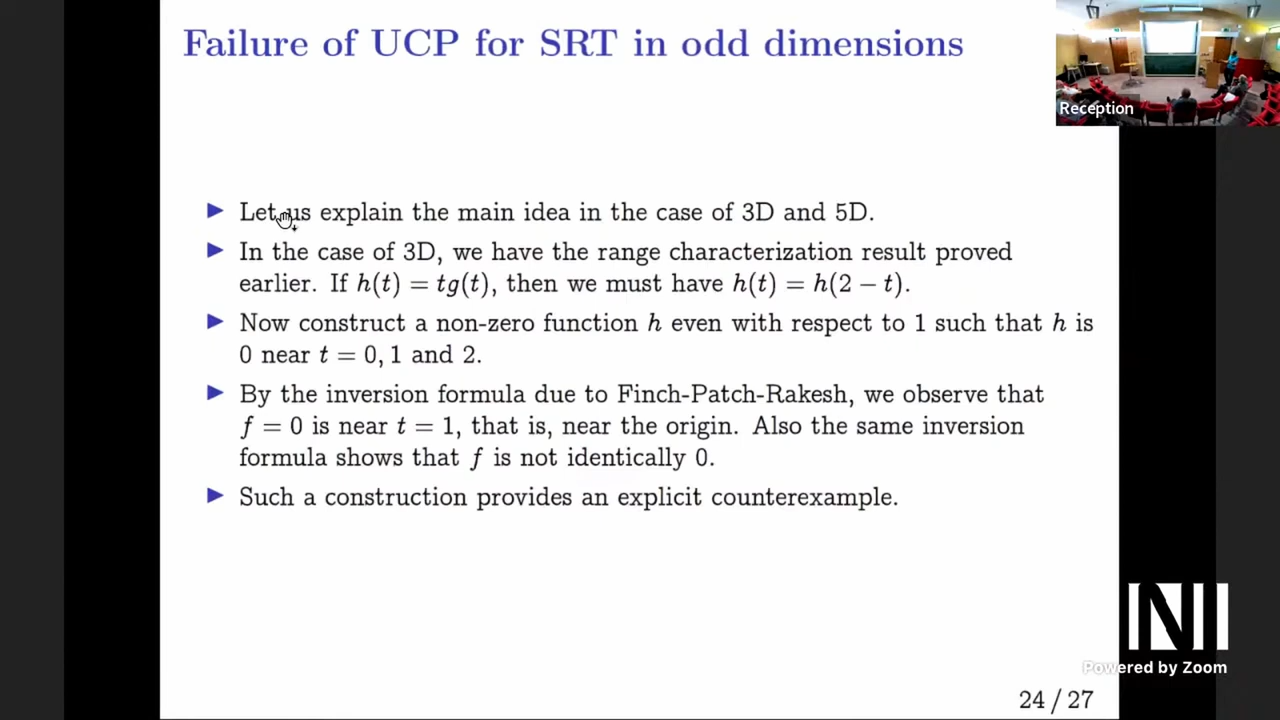 Failure of UCP for SRT in odd dimensions
Reception
▶ Let us explain the main idea in the case of 3D and 5D.
▶ In the case of 3D, we have the range characterization result proved
earlier. If h(t) = tg(t), then we must have h(t) = h(2 − t).
▶ Now construct a non-zero function h even with respect to 1 such that h is
0 near t = 0, 1 and 2.
▶ By the inversion formula due to Finch-Patch-Rakesh, we observe that
f = 0 is near t = 1, that is, near the origin. Also the same inversion
formula shows that f is not identically 0.
▶ Such a construction provides an explicit counterexample.
NI
Powered by Zoom
24 / 27